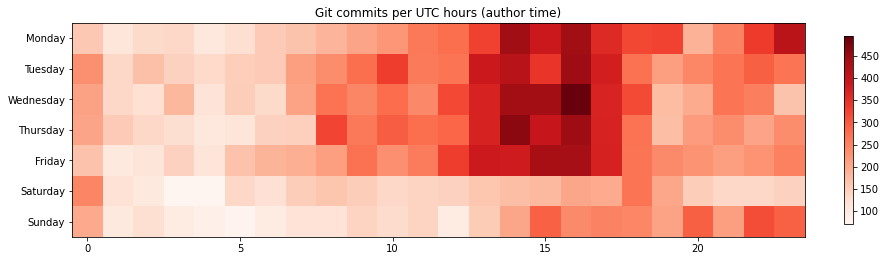 Git commits per UTC hours (author time)
Monday
Tuesday
Wednesday
Thursday
Friday
Saturday
Sunday
0 5 10 15 20
450
400
350
300
250
200
150
100